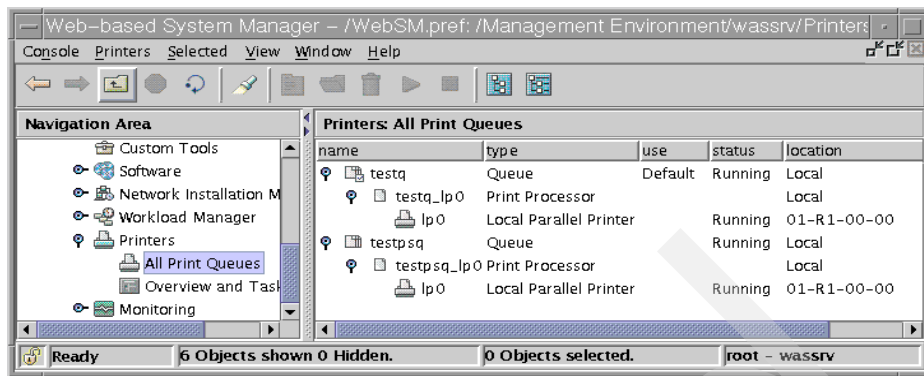 Web-based System Manager - /WebSM.pref: /Management Environment/wassrv/Printers
Console Printers Selected View Window Help
Navigation Area
Custom Tools
Software
Network Installation M
Workload Manager
Printers
All Print Queues
Overview and Tas
Monitoring
Printers: All Print Queues
name type use status location
testq Queue Default Running Local
testq_lp0 Print Processor Local
lp0 Local Parallel Printer Running 01-R1-00-00
testpsq Queue Running Local
testpsq_lp0 Print Processor Local
lp0 Local Parallel Printer Running 01-R1-00-00
Ready 6 Objects shown 0 Hidden. 0 Objects selected. root - wassrv